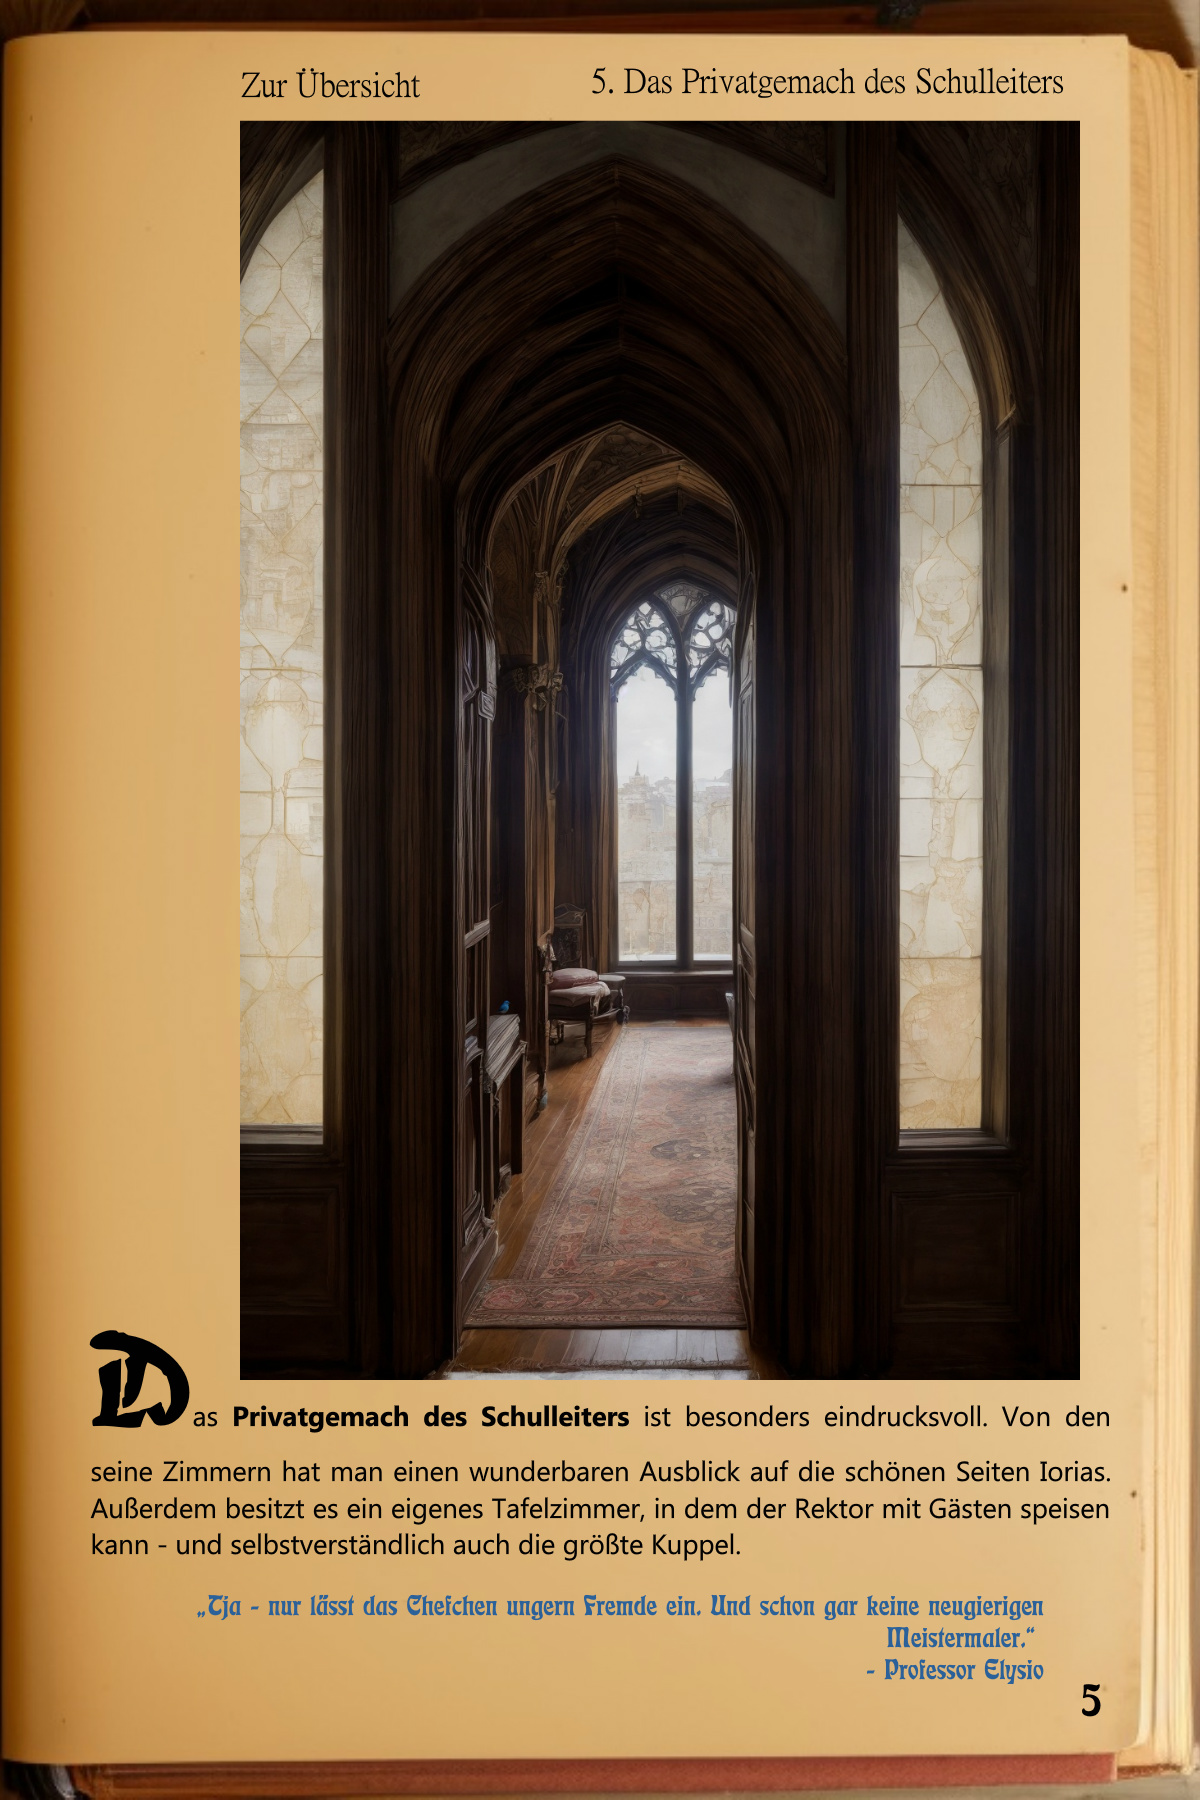 Zur Übersicht
5. Das Privatgemach des Schulleiters
Das Privatgemach des Schulleiters ist besonders eindrucksvoll. Von den
seine Zimmern hat man einen wunderbaren Ausblick auf die schönen Seiten Iorias.
Außerdem besitzt es ein eigenes Tafelzimmer, in dem der Rektor mit Gästen speisen
kann - und selbstverständlich auch die größte Kuppel.
„Tja - nur lässt das Chefchen ungern Fremde ein. Und schon gar keine neugierigen
Meistermaler.“
- Professor Elysio
5